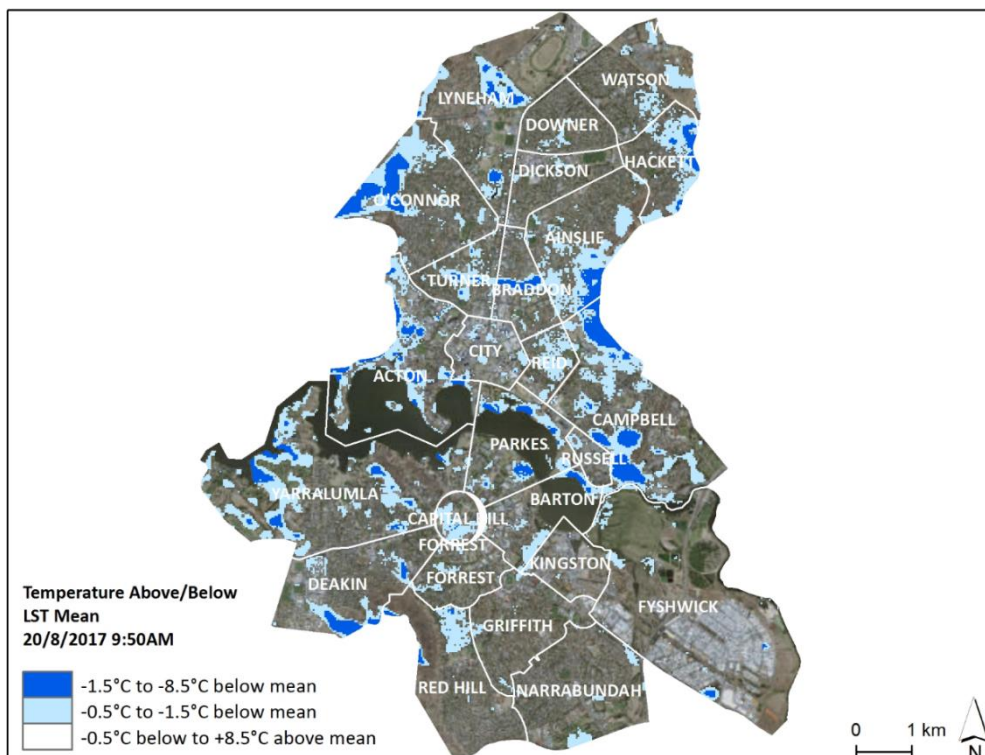 LYNEHAM
WATSON
DOWNER
DICKSON
HACKETT
O'CONNOR
AINSLIE
TURNER
BRADDON
CITY
REID
ACTON
CAMPBELL
PARKES
RUSSELL
YARRALUMLA
BARTON
CAPITAL HILL
FORREST
KINGSTON
DEAKIN
FORREST
FYSHWICK
GRIFFITH
RED HILL
NARRABUNDAH
Temperature Above/Below
LST Mean
20/8/2017 9:50AM
-1.5°C to -8.5°C below mean
-0.5°C to -1.5°C below mean
-0.5°C below to +8.5°C above mean
0 1 km
N